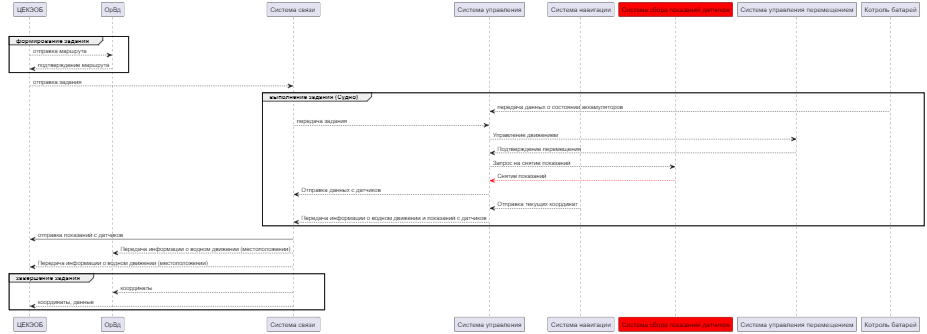 ЦЕКЗОБ
ОрВд
Система связи
Система управления
Система навигации
Система сбора показаний датчиков
Система управления перемещением
Котроль батарей
формирование задания
отправка маршрута
подтверждение маршрута
отправка задания
выполнение задания (Судно)
передача данных о состоянии аккамуляторов
передача задания
Управление движением
Подтверждение перемещения
Запрос на снятие показаний
Снятие показаний
Отправка данных с датчиков
Отправка текущих координат
Передача информации о водном движении и показаний с датчиков
отправка показаний с датчиков
Передача информации о водном движении (местоположении)
Передача информации о водном движении (местоположении)
завершение задания
координаты
координаты, данные
ЦЕКЗОБ
ОрВд
Система связи
Система управления
Система навигации
Система сбора показаний датчиков
Система управления перемещением
Котроль батарей